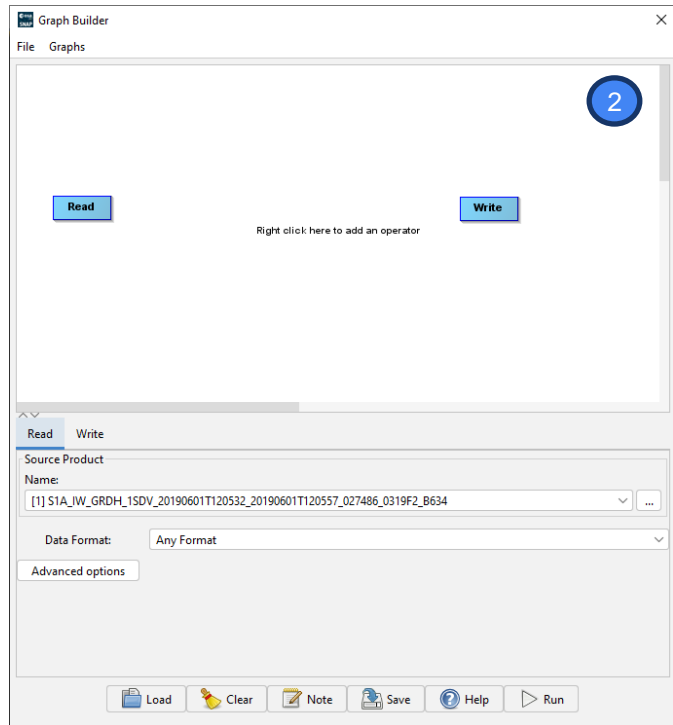 Graph Builder
File Graphs
2
Read
Write
Right click here to add an operator
Read Write
Source Product
Name:
[1] S1A_IW_GRDH_1SDV_20190601T120532_20190601T120557_027486_0319F2_B634
...
Data Format: Any Format
Advanced options
Load Clear Note Save Help Run